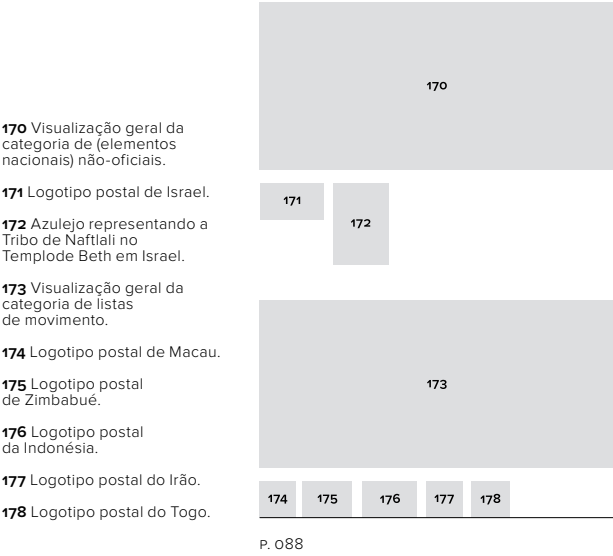 170 Visualização geral da
categoria de (elementos
nacionais) não-oficiais.
171 Logotipo postal de Israel.
172 Azulejo representando a
Tribo de Naftlali no
Templode Beth em Israel.
173 Visualização geral da
categoria de listas
de movimento.
174 Logotipo postal de Macau.
175 Logotipo postal
de Zimbabué.
176 Logotipo postal
da Indonésia.
177 Logotipo postal do Irão.
178 Logotipo postal do Togo.
170
171
172
173
174 175 176 177 178
P. 088